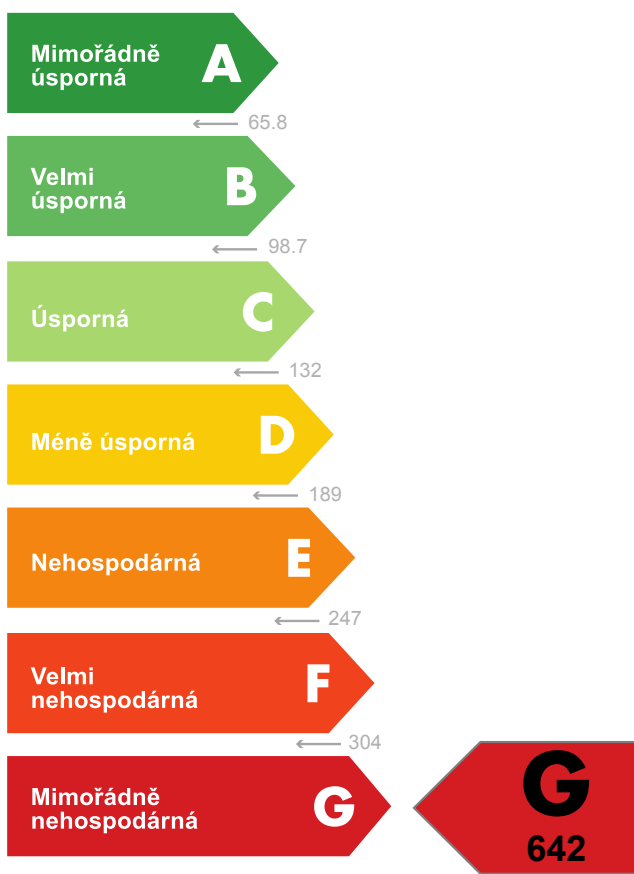 Mimořádně
úsporná
A
← 65.8
Velmi
úsporná
B
← 98.7
Úsporná
C
← 132
Méně úsporná
D
← 189
Nehospodárná
E
← 247
Velmi
nehospodárná
F
← 304
Mimořádně
nehospodárná
G
G
642